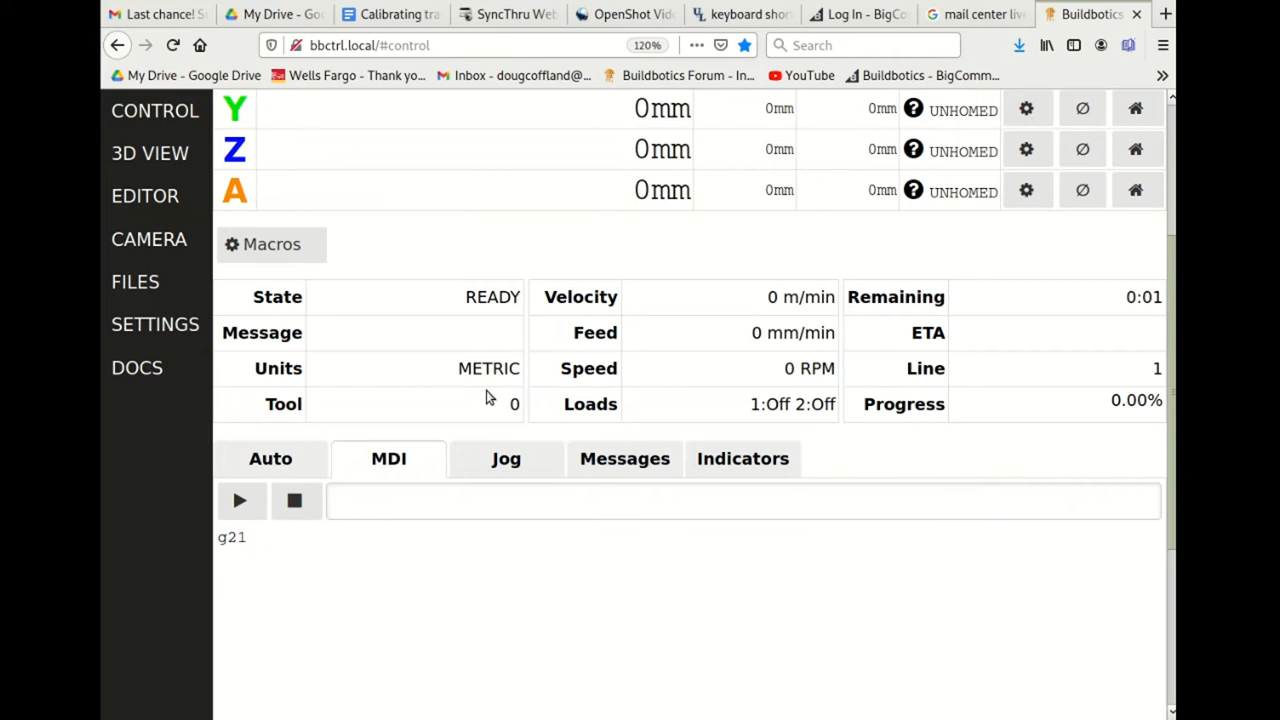 Last chance! S
My Drive - Goo
Calibrating tra
SyncThru Web
OpenShot Vide
keyboard short
Log In - BigCo
mail center live
Buildbotics
bbctrl.local/#control
120%
Search
My Drive - Google Drive
Wells Fargo - Thank yo...
Inbox - dougcoffland@...
Buildbotics Forum - In...
YouTube
Buildbotics - BigComm...
CONTROL
3D VIEW
EDITOR
CAMERA
FILES
SETTINGS
DOCS
Y 0mm 0mm 0mm UNHOMED
Z 0mm 0mm 0mm UNHOMED
A 0mm 0mm 0mm UNHOMED
Macros
State READY Velocity 0 m/min Remaining 0:01
Message Feed 0 mm/min ETA
Units METRIC Speed 0 RPM Line 1
Tool 0 Loads 1:Off 2:Off Progress 0.00%
Auto MDI Jog Messages Indicators
g21